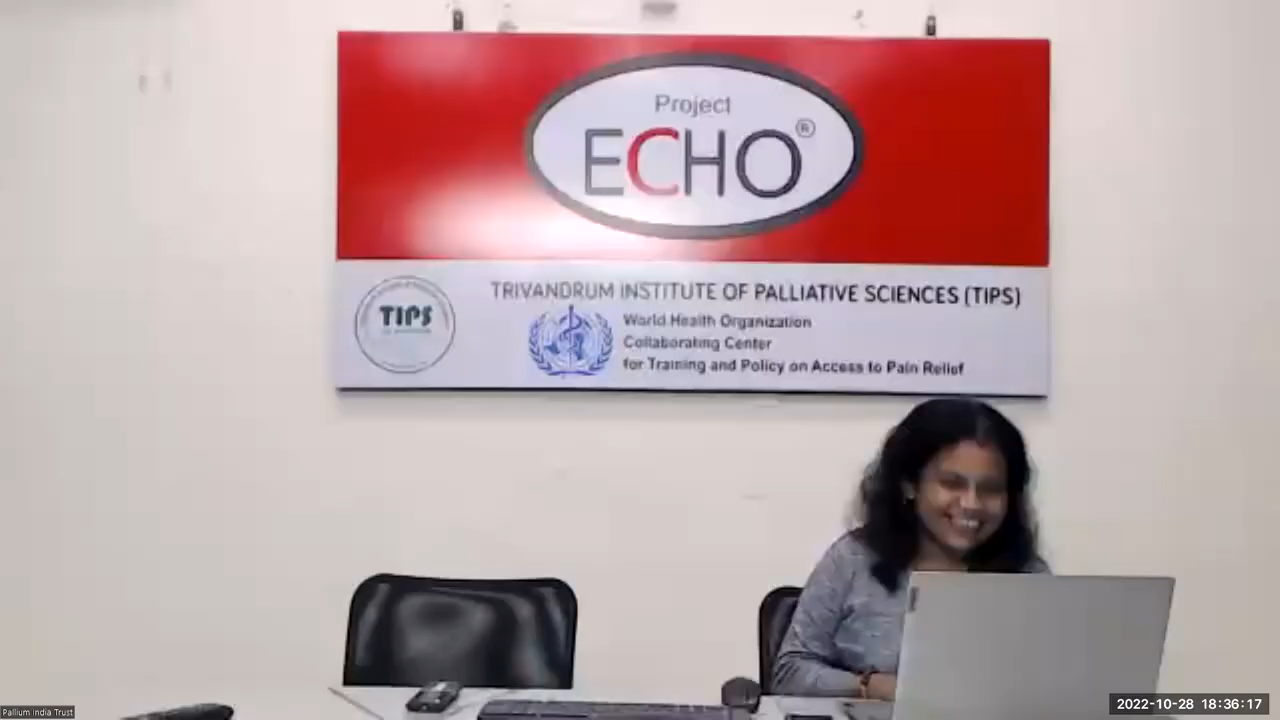 Project
ECHO®
TRIVANDRUM INSTITUTE OF PALLIATIVE SCIENCES (TIPS)
TIPS
World Health Organization
Collaborating Center
for Training and Policy on Access to Pain Relief
Pallium India Trust
2022-10-28 18:36:17